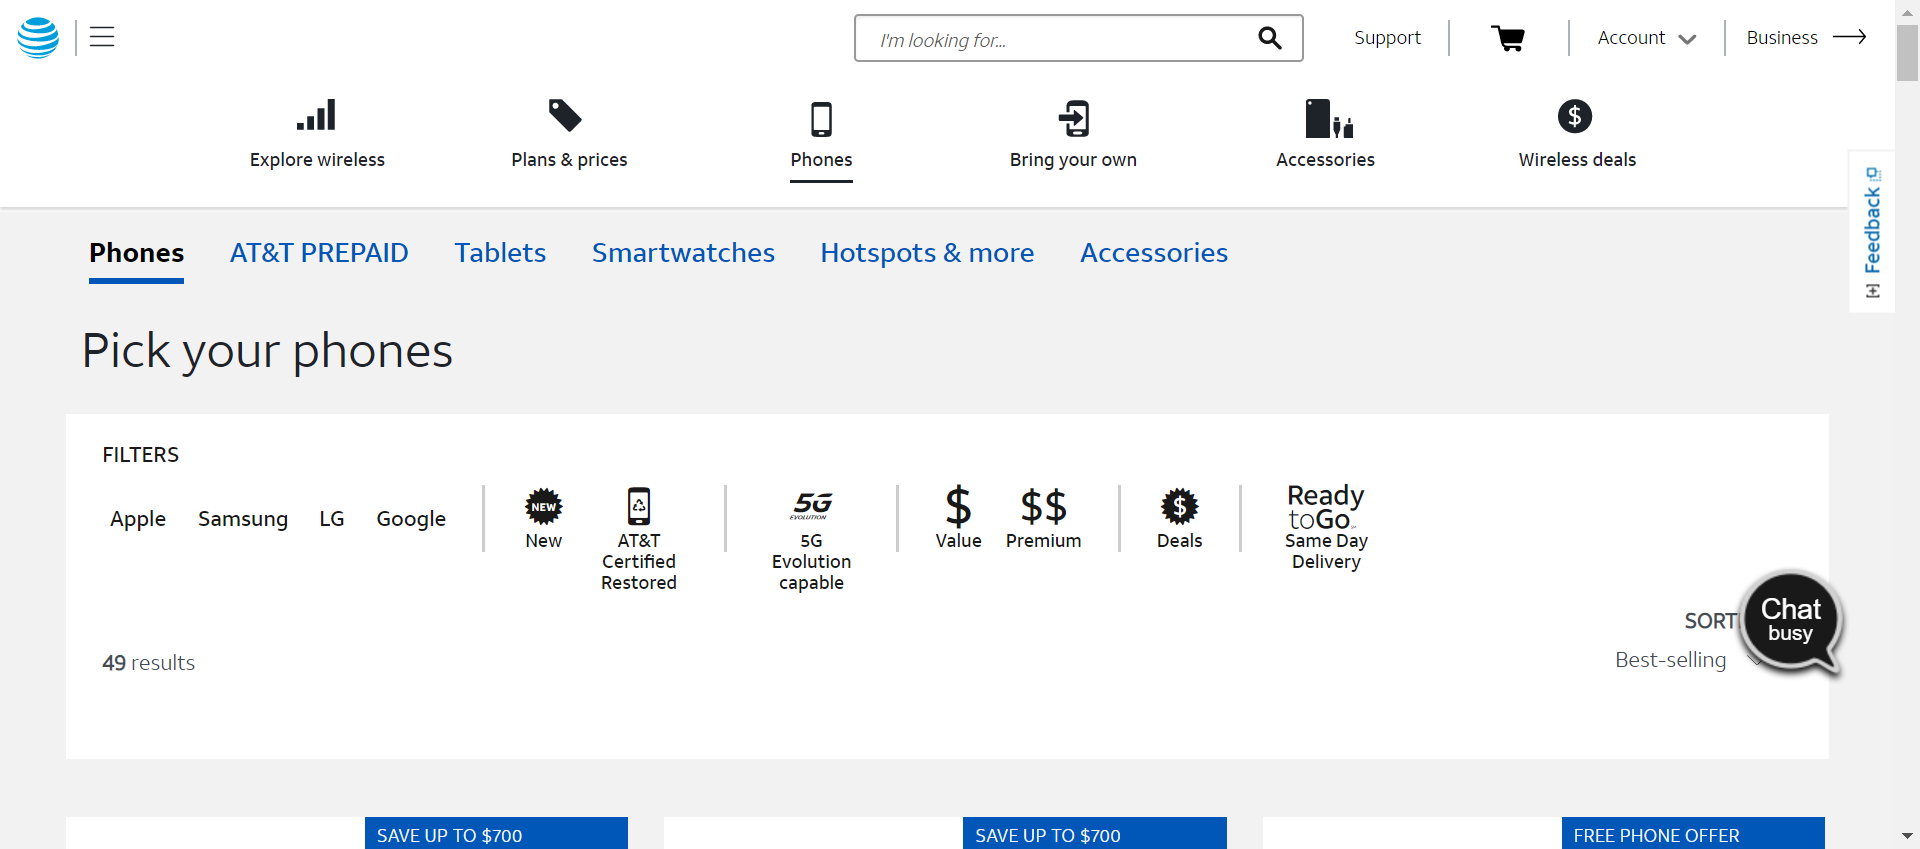 I'm looking for...
Support
Account
Business
Explore wireless
Plans & prices
Phones
Bring your own
Accessories
Wireless deals
Feedback
[+]
Phones
AT&T PREPAID
Tablets
Smartwatches
Hotspots & more
Accessories
Pick your phones
FILTERS
Apple
Samsung
LG
Google
NEW
New
AT&T
Certified
Restored
5G
EVOLUTION
5G
Evolution
capable
$
Value
$$
Premium
$
Deals
Ready
toGo
Same Day
Delivery
SORT
Chat
busy
49 results
Best-selling
SAVE UP TO $700
SAVE UP TO $700
FREE PHONE OFFER